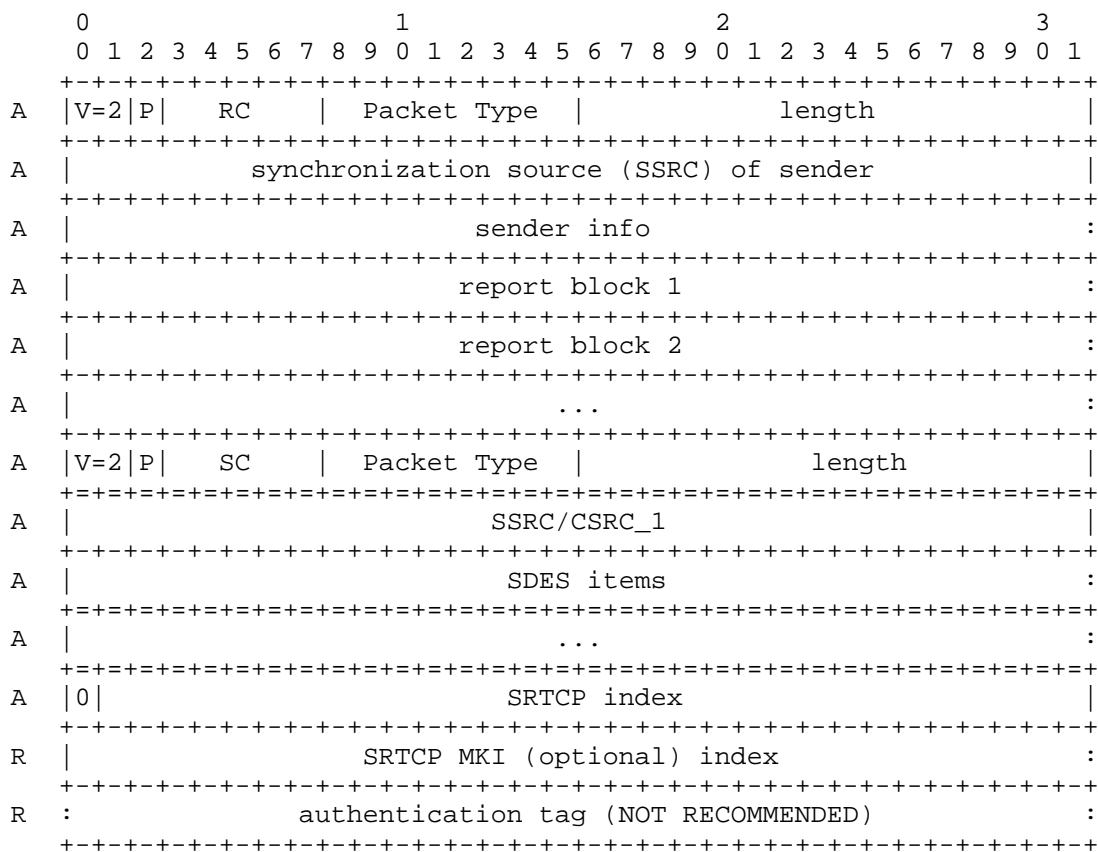 0                   1                   2                   3
     0 1 2 3 4 5 6 7 8 9 0 1 2 3 4 5 6 7 8 9 0 1 2 3 4 5 6 7 8 9 0 1
    +-+-+-+-+-+-+-+-+-+-+-+-+-+-+-+-+-+-+-+-+-+-+-+-+-+-+-+-+-+-+-+-+
A   |V=2|P|   RC    |  Packet Type  |            length             |
    +-+-+-+-+-+-+-+-+-+-+-+-+-+-+-+-+-+-+-+-+-+-+-+-+-+-+-+-+-+-+-+-+
A   |           synchronization source (SSRC) of sender             |
    +-+-+-+-+-+-+-+-+-+-+-+-+-+-+-+-+-+-+-+-+-+-+-+-+-+-+-+-+-+-+-+-+
A   |                         sender info                           :
    +-+-+-+-+-+-+-+-+-+-+-+-+-+-+-+-+-+-+-+-+-+-+-+-+-+-+-+-+-+-+-+-+
A   |                        report block 1                         :
    +-+-+-+-+-+-+-+-+-+-+-+-+-+-+-+-+-+-+-+-+-+-+-+-+-+-+-+-+-+-+-+-+
A   |                        report block 2                         :
    +-+-+-+-+-+-+-+-+-+-+-+-+-+-+-+-+-+-+-+-+-+-+-+-+-+-+-+-+-+-+-+-+
A   |                              ...                              :
    +-+-+-+-+-+-+-+-+-+-+-+-+-+-+-+-+-+-+-+-+-+-+-+-+-+-+-+-+-+-+-+-+
A   |V=2|P|   SC    |  Packet Type  |              length           |
    +=+=+=+=+=+=+=+=+=+=+=+=+=+=+=+=+=+=+=+=+=+=+=+=+=+=+=+=+=+=+=+=+
A   |                          SSRC/CSRC_1                          |
    +-+-+-+-+-+-+-+-+-+-+-+-+-+-+-+-+-+-+-+-+-+-+-+-+-+-+-+-+-+-+-+-+
A   |                           SDES items                          :
    +=+=+=+=+=+=+=+=+=+=+=+=+=+=+=+=+=+=+=+=+=+=+=+=+=+=+=+=+=+=+=+=+
A   |                              ...                              :
    +=+=+=+=+=+=+=+=+=+=+=+=+=+=+=+=+=+=+=+=+=+=+=+=+=+=+=+=+=+=+=+=+
A   |0|                         SRTCP index                         |
    +-+-+-+-+-+-+-+-+-+-+-+-+-+-+-+-+-+-+-+-+-+-+-+-+-+-+-+-+-+-+-+-+
R   |                  SRTCP MKI (optional) index                   :
    +-+-+-+-+-+-+-+-+-+-+-+-+-+-+-+-+-+-+-+-+-+-+-+-+-+-+-+-+-+-+-+-+
R   :              authentication tag (NOT RECOMMENDED)             :
    +-+-+-+-+-+-+-+-+-+-+-+-+-+-+-+-+-+-+-+-+-+-+-+-+-+-+-+-+-+-+-+-+